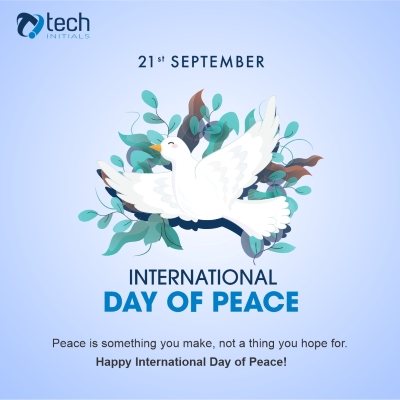 tech
INITIALS
21st SEPTEMBER
INTERNATIONAL
DAY OF PEACE
Peace is something you make, not a thing you hope for.
Happy International Day of Peace!